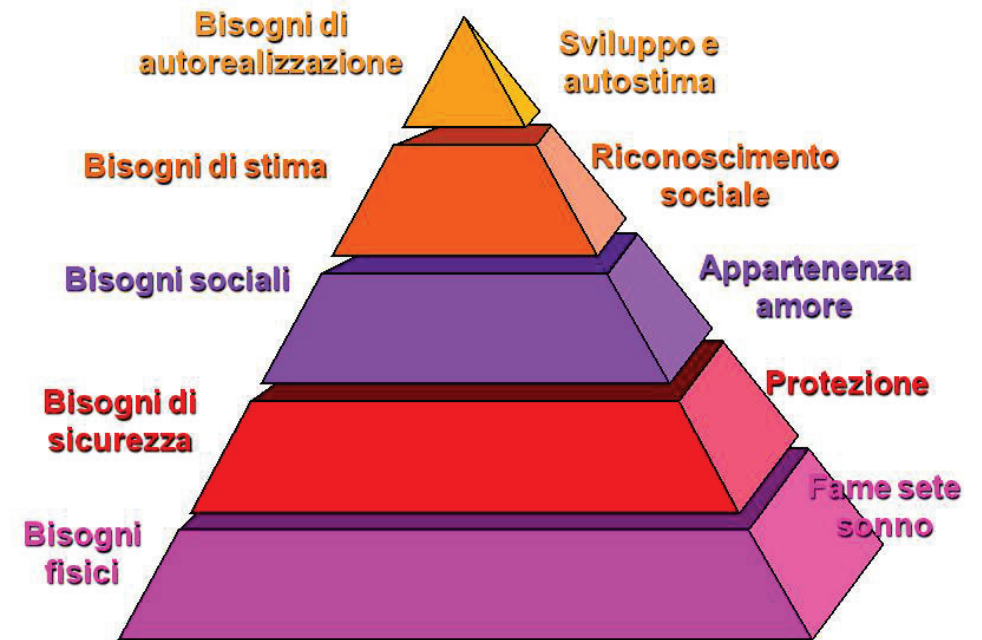 Bisogni di
autorealizzazione
Sviluppo e
autostima
Bisogni di stima
Riconoscimento
sociale
Bisogni sociali
Appartenenza
amore
Bisogni di
sicurezza
Protezione
Bisogni
fisici
Fame sete
sonno